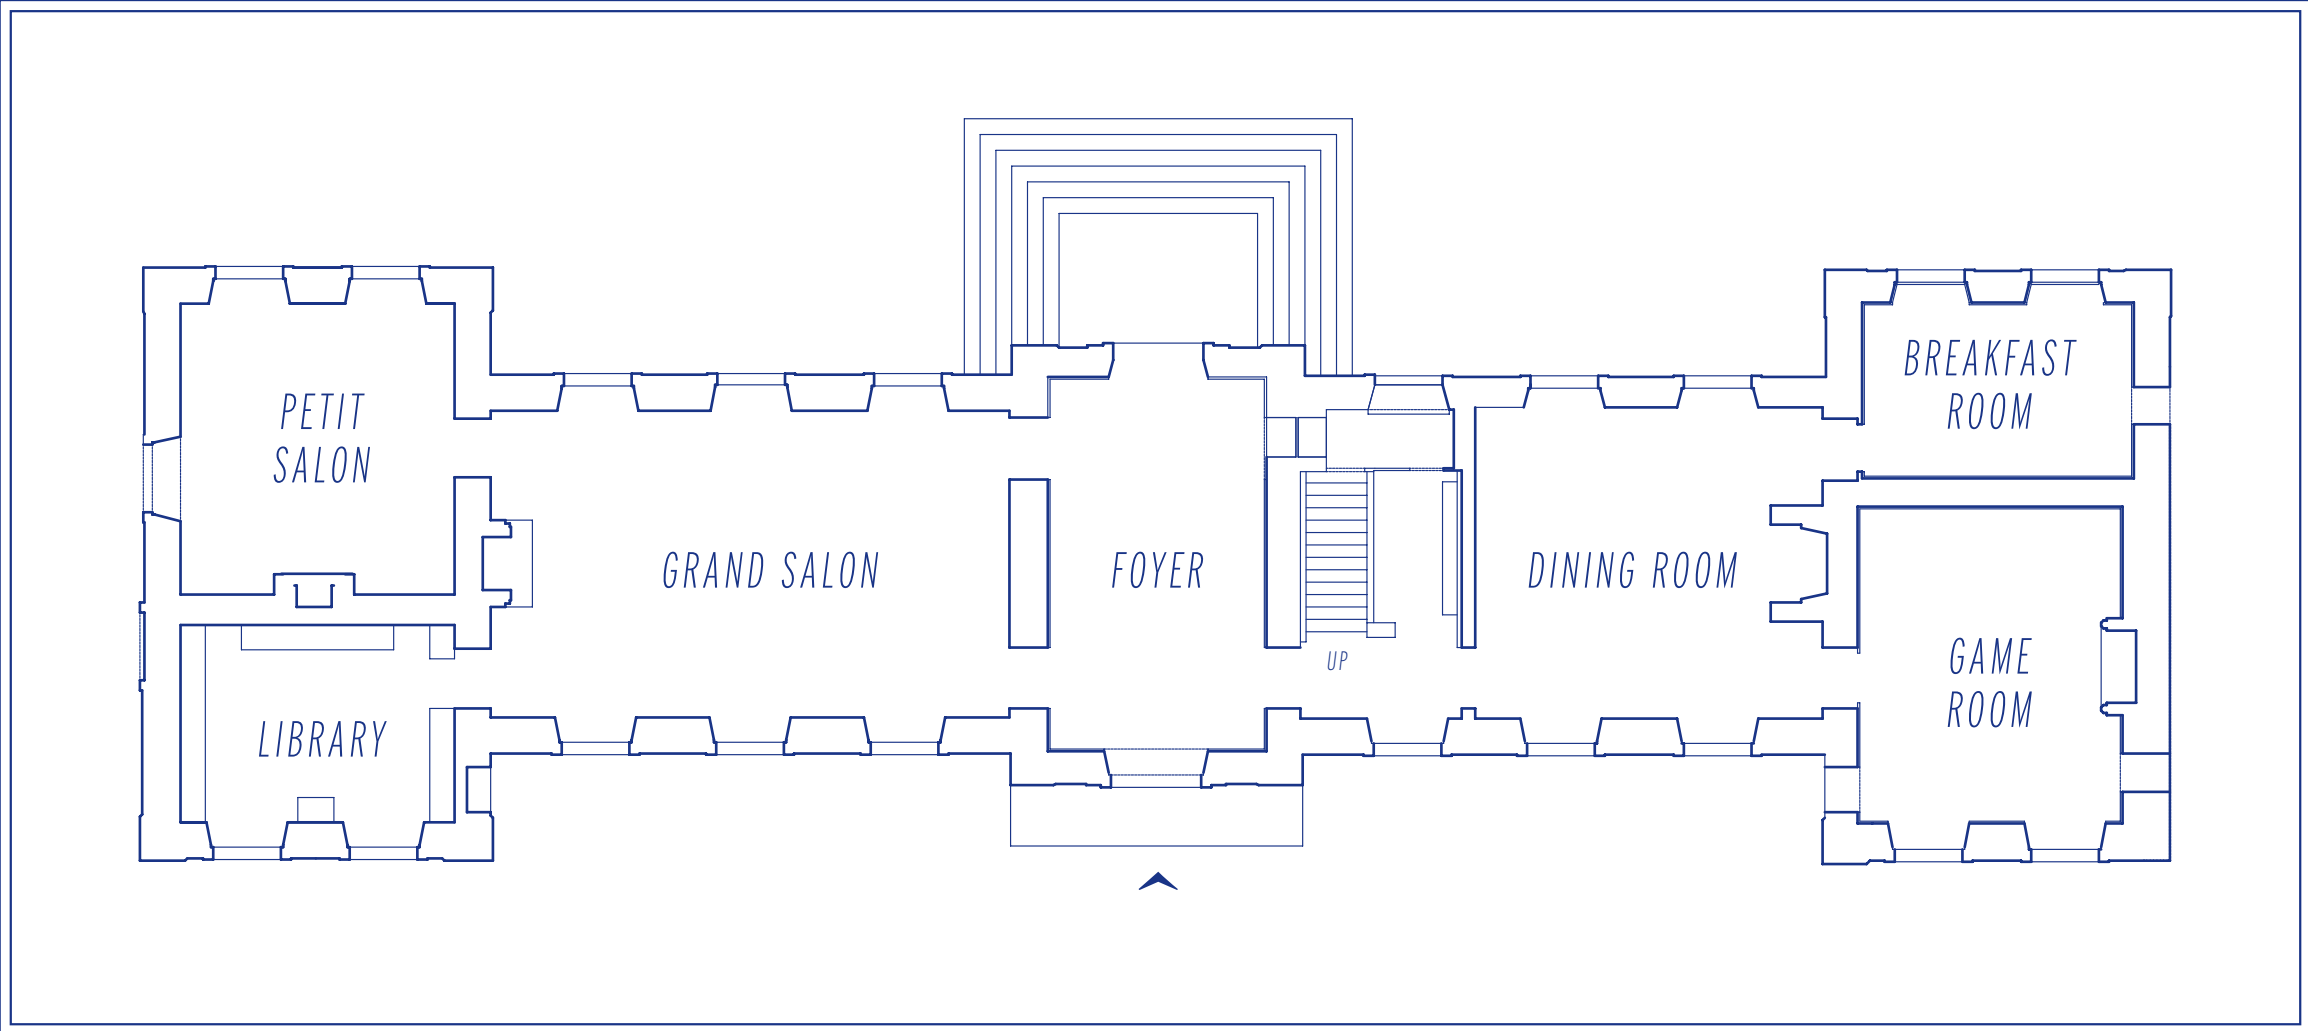 PETIT
SALON
LIBRARY
GRAND SALON
FOYER
UP
DINING ROOM
BREAKFAST
ROOM
GAME
ROOM